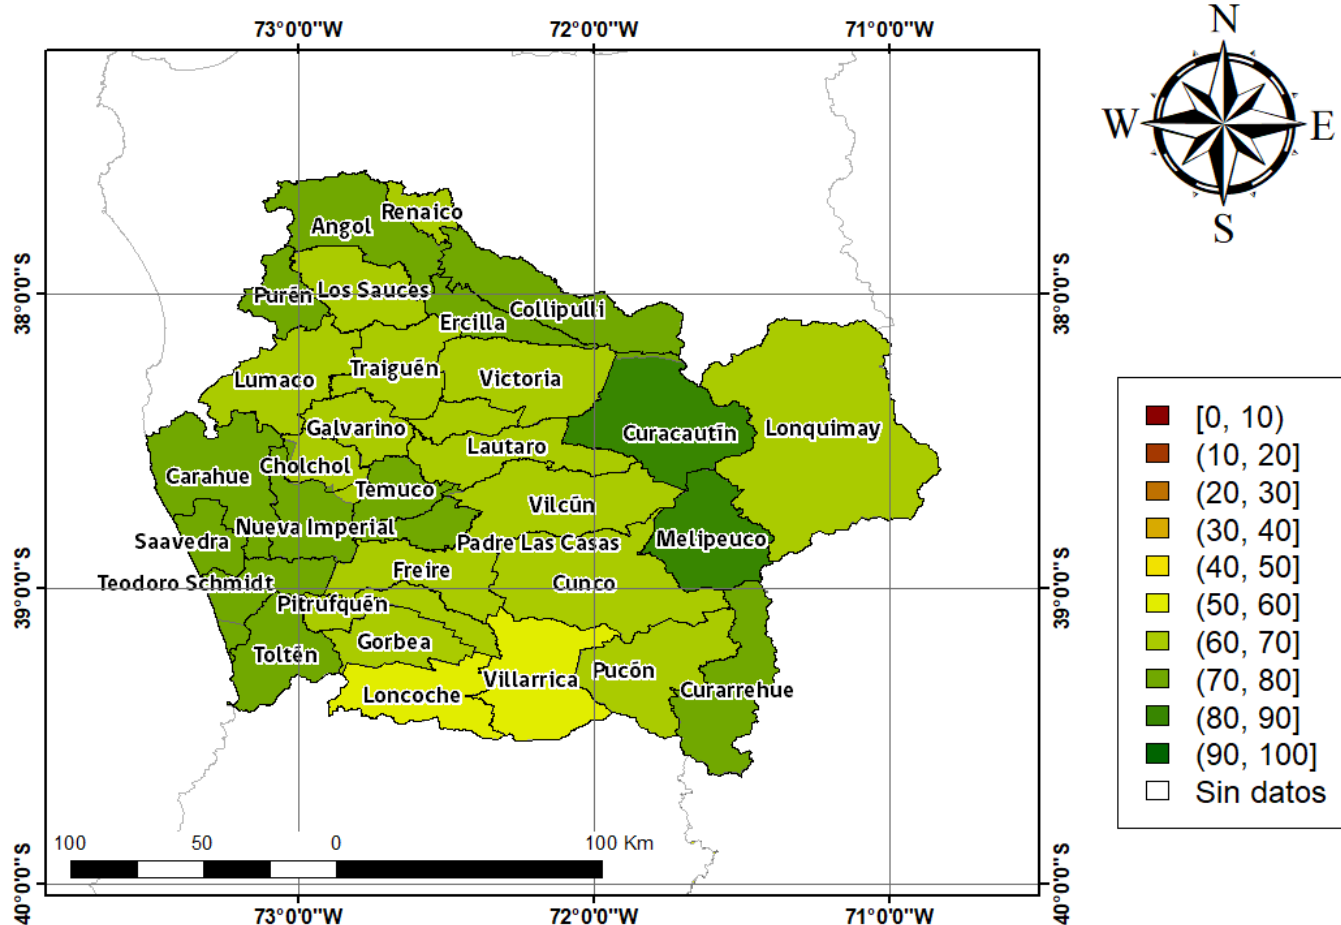 73°0'0"W 72°0'0"W 71°0'0"W
N
W E
S
38°0'0"S 38°0'0"S
39°0'0"S 39°0'0"S
40°0'0"S 40°0'0"S
Renaico
Angol
Purén Los Sauces
Collipulli
Ercilla
Traiguén
Lumaco Victoria
Galvarino Curacautín Lonquimay
Lautaro
Cholchol
Carahue
Temuco
Vilcún
Nueva Imperial
Saavedra Padre Las Casas Melipeuco
Freire
Teodoro Schmidt Cunco
Pitrufquén
Gorbea
Toltén
Pucón
Villarrica
Loncoche Curarrehue
[0, 10)
(10, 20]
(20, 30]
(30, 40]
(40, 50]
(50, 60]
(60, 70]
(70, 80]
(80, 90]
(90, 100]
Sin datos
100 50 0 100 Km
73°0'0"W 72°0'0"W 71°0'0"W